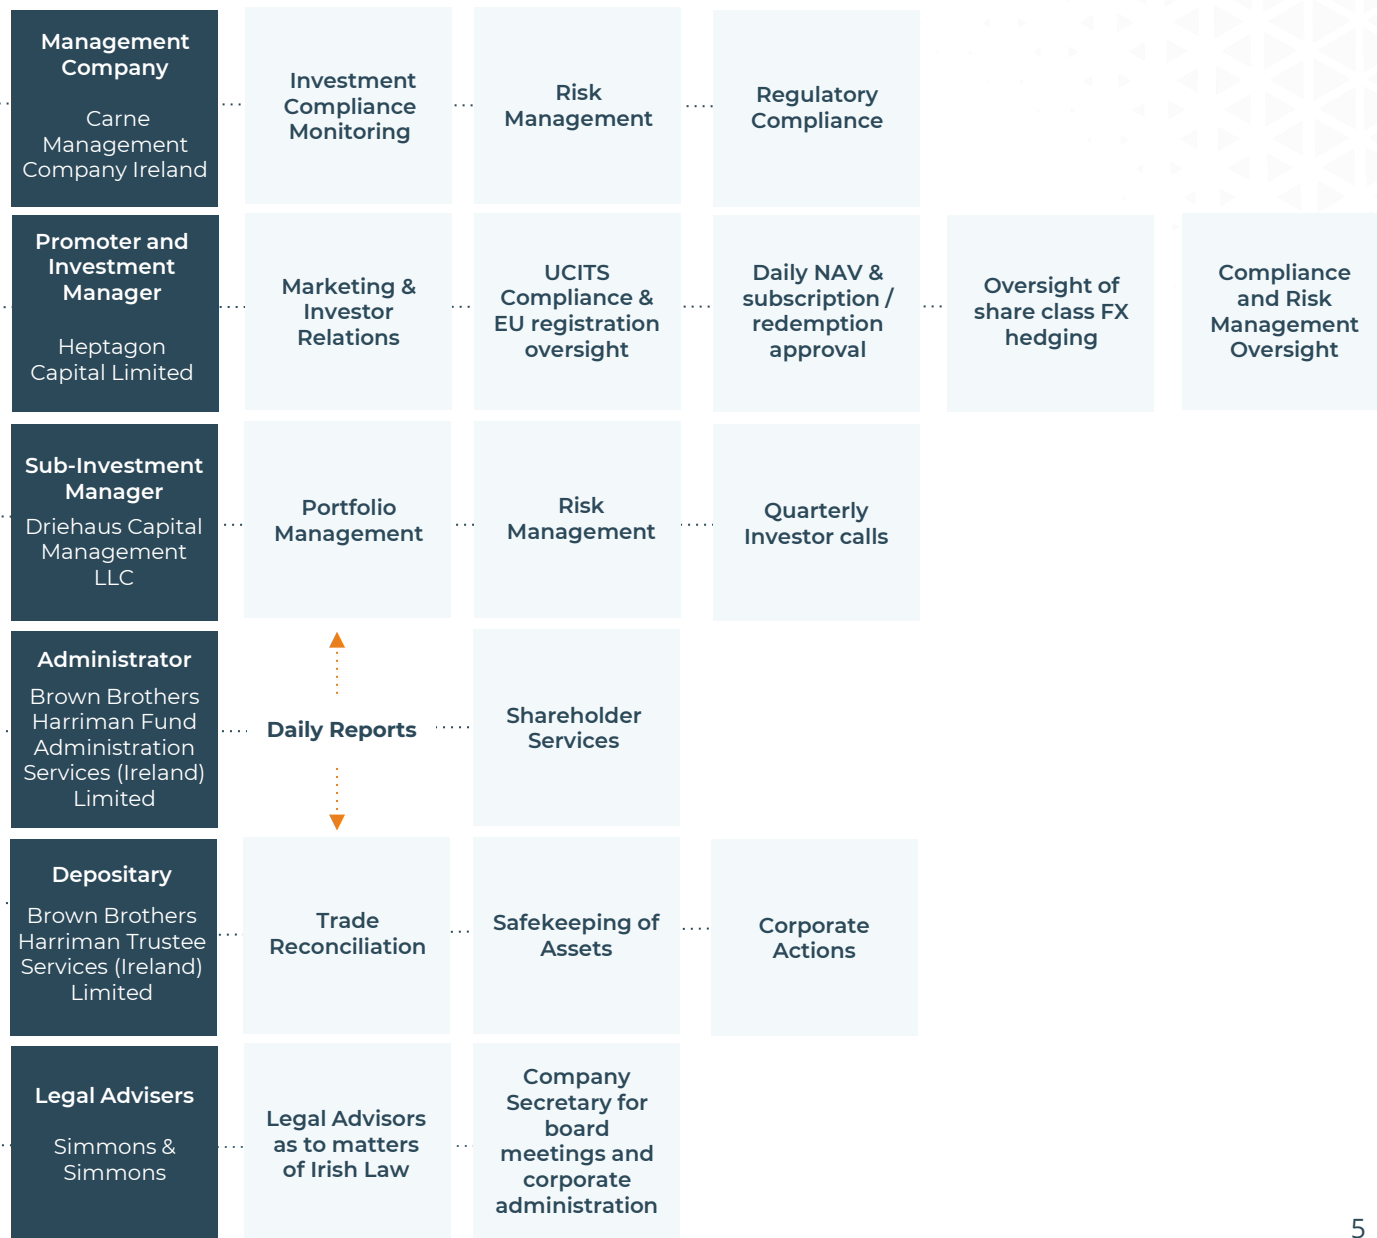 Management
Company
Carne
Management
Company Ireland
Investment
Compliance
Monitoring
Risk
Management
Regulatory
Compliance
Promoter and
Investment
Manager
Heptagon
Capital Limited
Marketing &
Investor
Relations
UCITS
Compliance &
EU registration
oversight
Daily NAV &
subscription /
redemption
approval
Oversight of
share class FX
hedging
Compliance
and Risk
Management
Oversight
Sub-Investment
Manager
Driehaus Capital
Management
LLC
Portfolio
Management
Risk
Management
Quarterly
Investor calls
Administrator
Brown Brothers
Harriman Fund
Administration
Services (Ireland)
Limited
Daily Reports
Shareholder
Services
Depositary
Brown Brothers
Harriman Trustee
Services (Ireland)
Limited
Trade
Reconciliation
Safekeeping of
Assets
Corporate
Actions
Legal Advisers
Simmons &
Simmons
Legal Advisors
as to matters
of Irish Law
Company
Secretary for
board
meetings and
corporate
administration
5